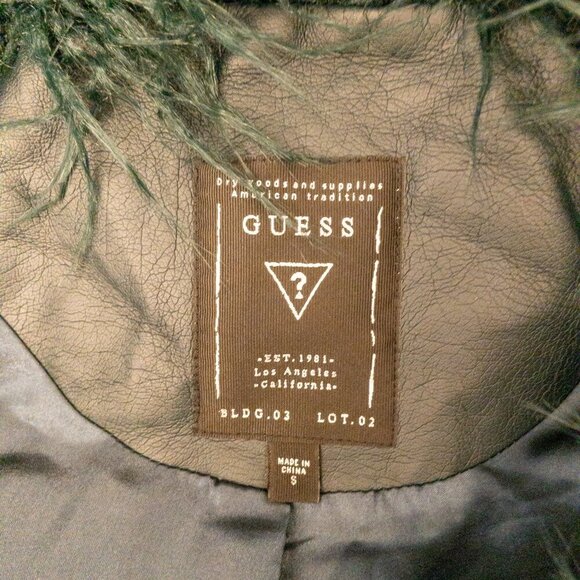 Dry goods and supplies
American tradition
GUESS
?
-EST. 1981-
Los Angeles
-California-
BLDG.03 LOT.02
MADE IN
CHINA
S